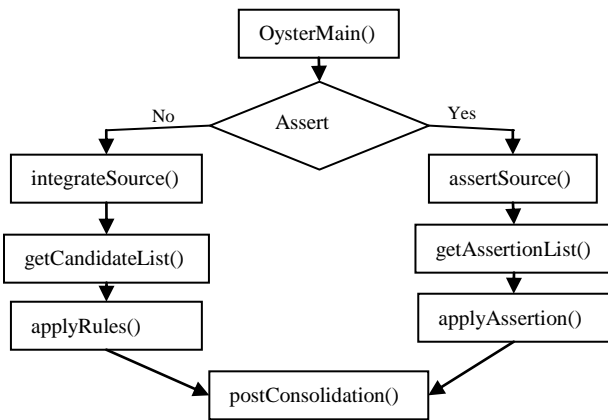 OysterMain()
Assert
No
Yes
integrateSource()
assertSource()
getCandidateList()
getAssertionList()
applyRules()
applyAssertion()
postConsolidation()